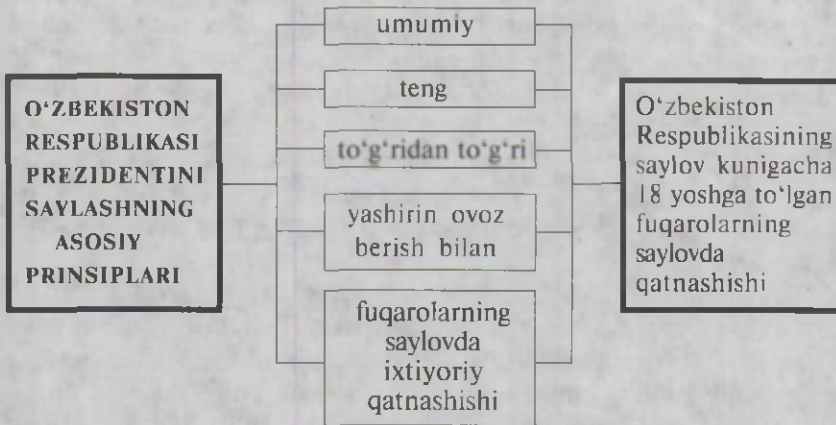 O‘ZBEKISTON
RESPUBLIKASI
PREZIDENTINI
SAYLASHNING
ASOSIY
PRINSIPLARI
umumiy
teng
to‘g‘ridan to‘g‘ri
yashirin ovoz
berish bilan
fuqarolarning
saylovda
ixtiyoriy
qatnashishi
O‘zbekiston
Respublikasining
saylov kunigacha
18 yoshga to‘lgan
fuqarolarning
saylovda
qatnashishi